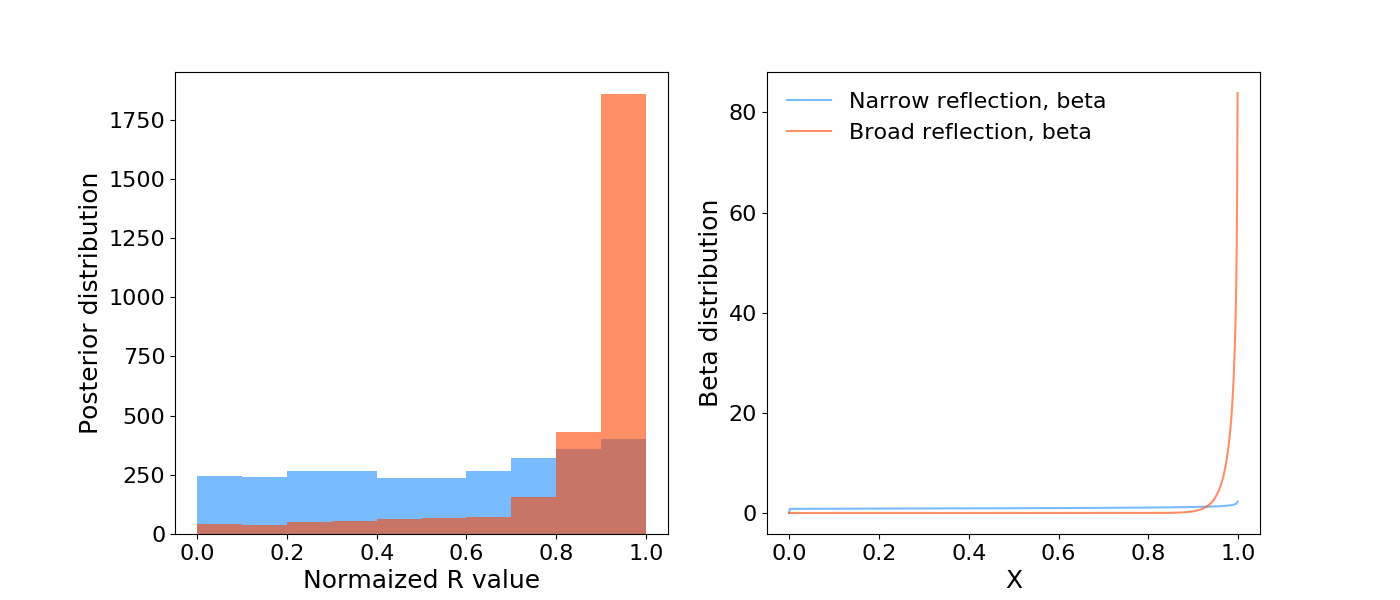 Posterior distribution
1750
1500
1250
1000
750
500
250
0
0.0 0.2 0.4 0.6 0.8 1.0
Normaized R value
Beta distribution
80
60
40
20
0
Narrow reflection, beta
Broad reflection, beta
0.0 0.2 0.4 0.6 0.8 1.0
X